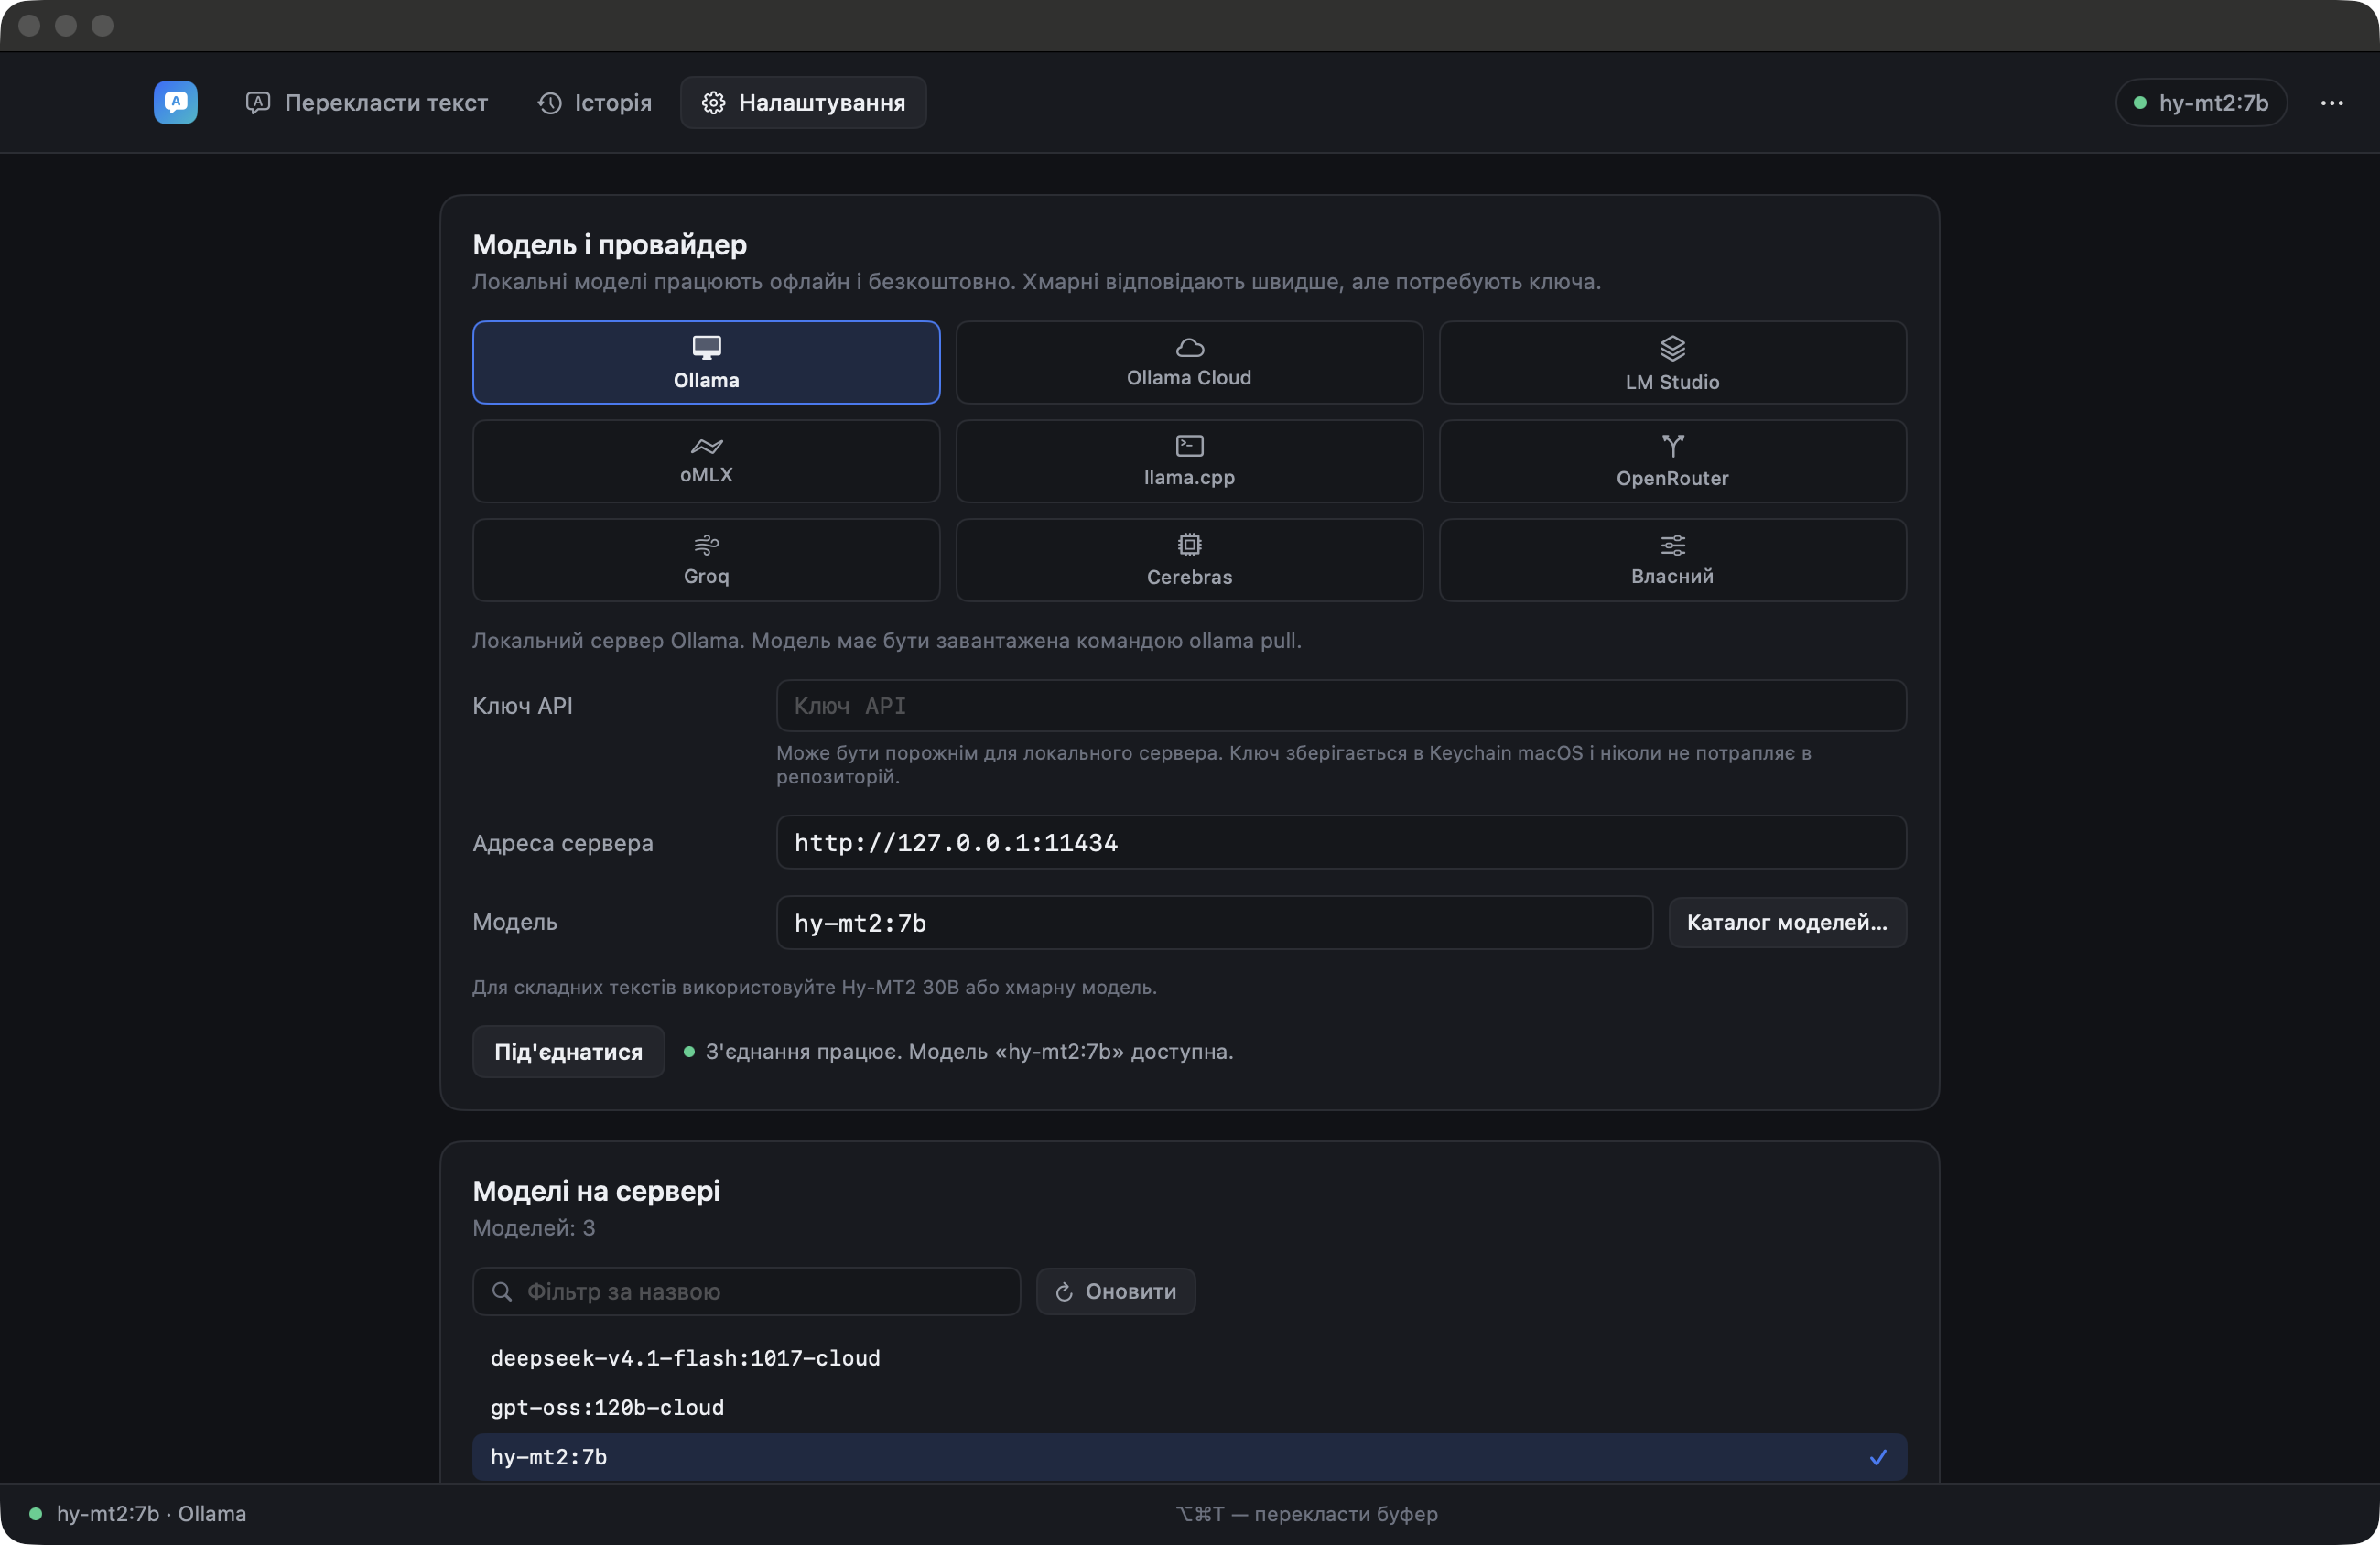 A
A
Перекласти текст
Історія
Налаштування
hy-mt2:7b
Модель і провайдер
Локальні моделі працюють офлайн і безкоштовно. Хмарні відповідають швидше, але потребують ключа.
Ollama
Ollama Cloud
LM Studio
oMLX
llama.cpp
OpenRouter
Groq
Cerebras
Власний
Локальний сервер Ollama. Модель має бути завантажена командою ollama pull.
Ключ API
Ключ API
Може бути порожнім для локального сервера. Ключ зберігається в Keychain macOS і ніколи не потрапляє в
репозиторій.
Адреса сервера
http://127.0.0.1:11434
Модель
hy-mt2:7b
Каталог моделей...
Для складних текстів використовуйте Hy-MT2 30B або хмарну модель.
Під'єднатися
З'єднання працює. Модель «hy-mt2:7b» доступна.
Моделі на сервері
Моделей: 3
Фільтр за назвою
Оновити
deepseek-v4.1-flash:1017-cloud
gpt-oss:120b-cloud
hy-mt2:7b
hy-mt2:7b · Ollama
⌥⌘T — перекласти буфер